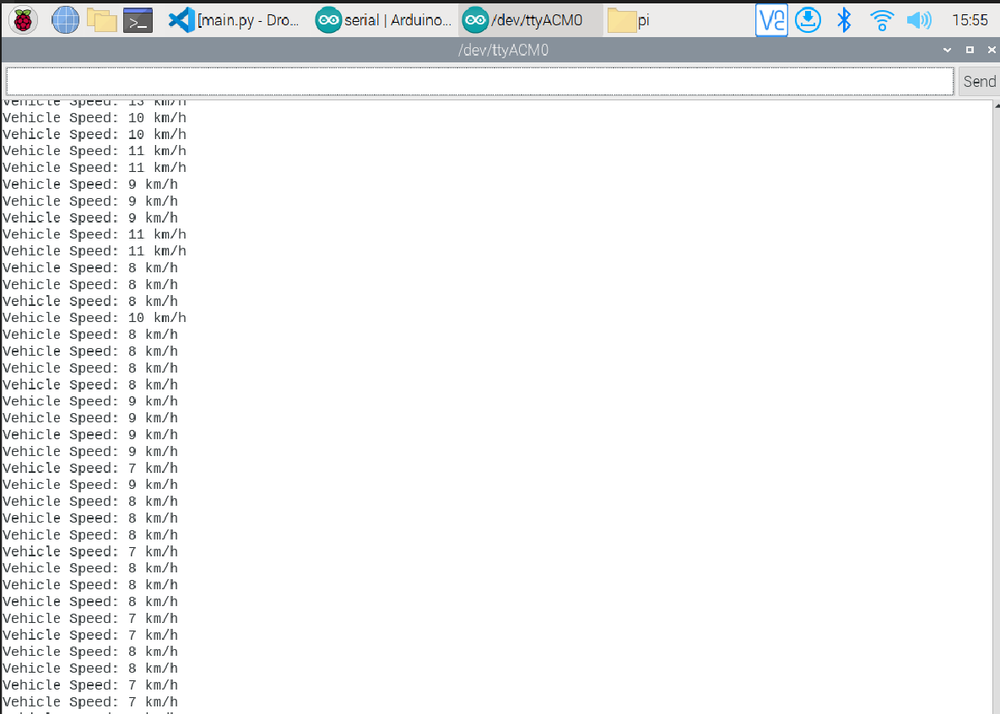 [main.py - Dro... serial | Arduino... /dev/ttyACM0 pi 15:55
/dev/ttyACM0
Send
Vehicle Speed: 13 km/h
Vehicle Speed: 10 km/h
Vehicle Speed: 10 km/h
Vehicle Speed: 11 km/h
Vehicle Speed: 11 km/h
Vehicle Speed: 9 km/h
Vehicle Speed: 9 km/h
Vehicle Speed: 9 km/h
Vehicle Speed: 11 km/h
Vehicle Speed: 11 km/h
Vehicle Speed: 8 km/h
Vehicle Speed: 8 km/h
Vehicle Speed: 8 km/h
Vehicle Speed: 10 km/h
Vehicle Speed: 8 km/h
Vehicle Speed: 8 km/h
Vehicle Speed: 8 km/h
Vehicle Speed: 8 km/h
Vehicle Speed: 9 km/h
Vehicle Speed: 9 km/h
Vehicle Speed: 9 km/h
Vehicle Speed: 9 km/h
Vehicle Speed: 7 km/h
Vehicle Speed: 9 km/h
Vehicle Speed: 8 km/h
Vehicle Speed: 8 km/h
Vehicle Speed: 8 km/h
Vehicle Speed: 7 km/h
Vehicle Speed: 8 km/h
Vehicle Speed: 8 km/h
Vehicle Speed: 8 km/h
Vehicle Speed: 7 km/h
Vehicle Speed: 7 km/h
Vehicle Speed: 8 km/h
Vehicle Speed: 8 km/h
Vehicle Speed: 7 km/h
Vehicle Speed: 7 km/h